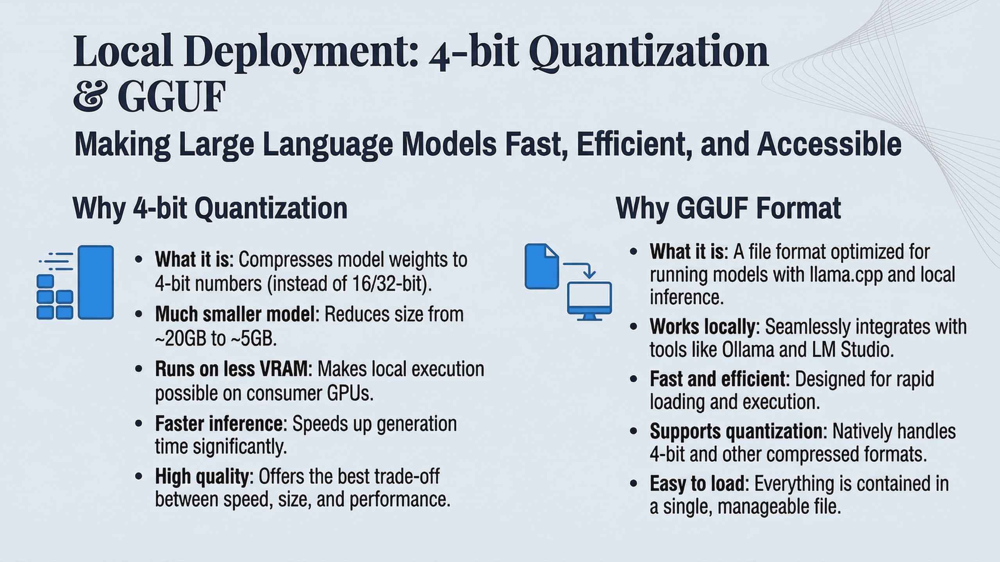 Local Deployment: 4-bit Quantization
& GGUF
Making Large Language Models Fast, Efficient, and Accessible
Why 4-bit Quantization
• What it is: Compresses model weights to
4-bit numbers (instead of 16/32-bit).
• Much smaller model: Reduces size from
~20GB to ~5GB.
• Runs on less VRAM: Makes local execution
possible on consumer GPUs.
• Faster inference: Speeds up generation
time significantly.
• High quality: Offers the best trade-off
between speed, size, and performance.
Why GGUF Format
• What it is: A file format optimized for
running models with llama.cpp and local
inference.
• Works locally: Seamlessly integrates with
tools like Ollama and LM Studio.
• Fast and efficient: Designed for rapid
loading and execution.
• Supports quantization: Natively handles
4-bit and other compressed formats.
• Easy to load: Everything is contained in
a single, manageable file.